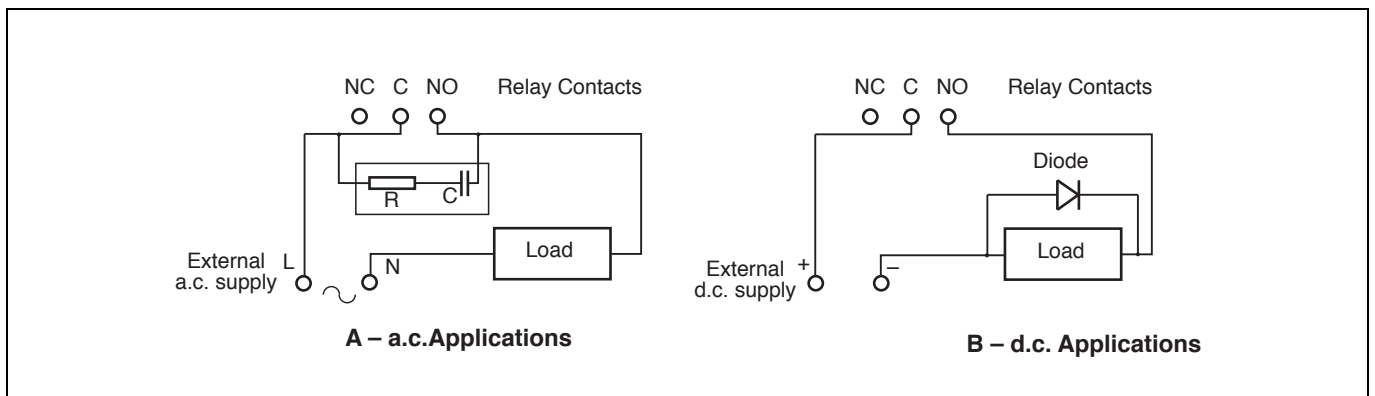 NC C NO Relay Contacts
R
C
Load
External L
a.c. supply
N
A – a.c.Applications
NC C NO Relay Contacts
Diode
Load
External +
d.c. supply
–
B – d.c. Applications